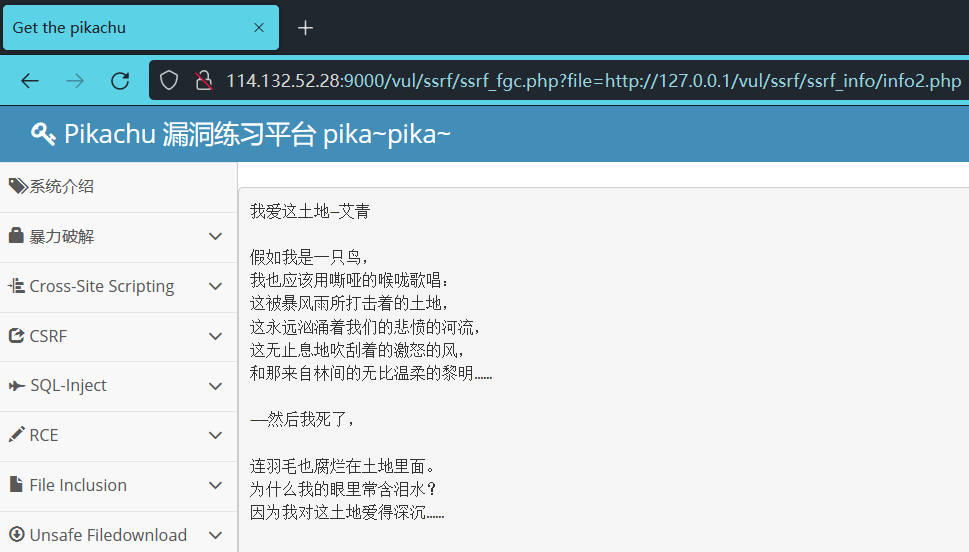 Get the pikachu
114.132.52.28:9000/vul/ssrf/ssrf_fgc.php?file=http://127.0.0.1/vul/ssrf/ssrf_info/info2.php
Pikachu 漏洞练习平台 pika~pika~
系统介绍
暴力破解
Cross-Site Scripting
CSRF
SQL-Inject
RCE
File Inclusion
Unsafe Filedownload
我爱这土地—艾青
假如我是一只鸟，
我也应该用嘶哑的喉咙歌唱：
这被暴风雨所打击着的土地，
这永远汹涌着我们的悲愤的河流，
这无止息地吹刮着的激怒的风，
和那来自林间的无比温柔的黎明……
——然后我死了，
连羽毛也腐烂在土地里面。
为什么我的眼里常含泪水？
因为我对这土地爱得深沉……